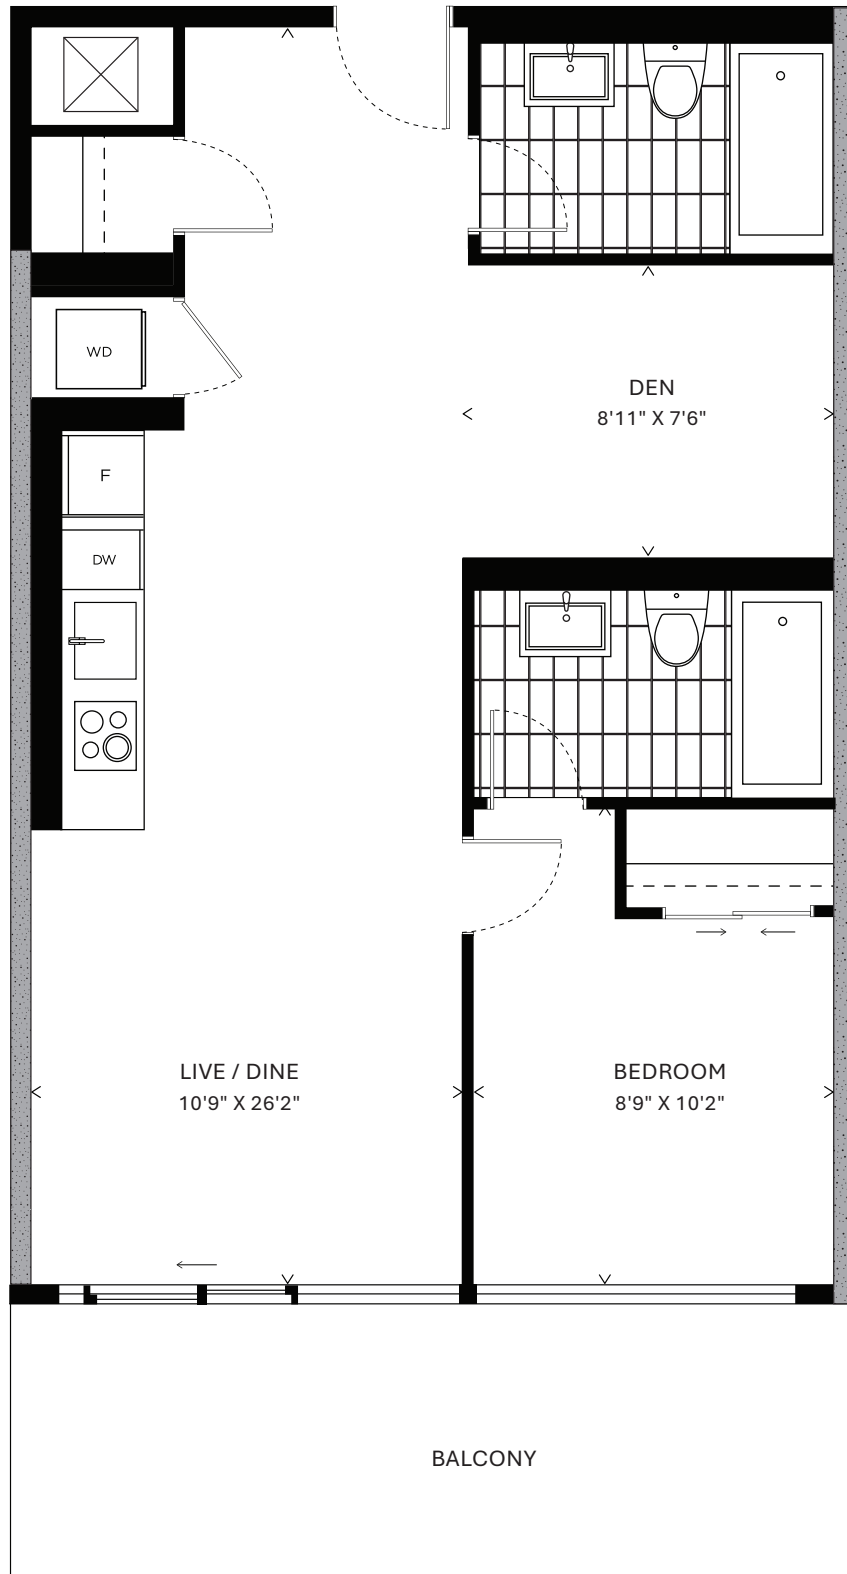 WD
DEN
8'11" X 7'6"
F
DW
LIVE / DINE
10'9" X 26'2"
BEDROOM
8'9" X 10'2"
BALCONY